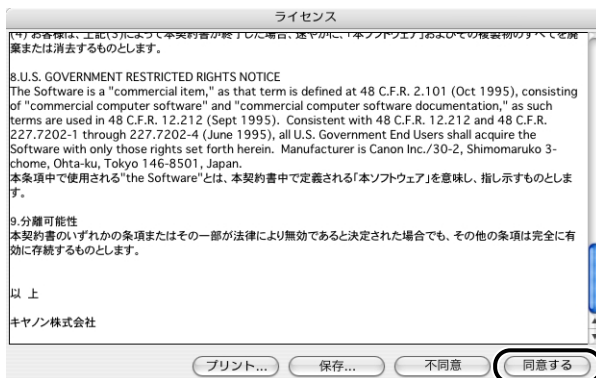 ライセンス
(4) お客様は、上記(3)によって本契約書が終了した場合、速やかに、「本ソフトウェア」およびその複製物のすべてを廃
棄または消去するものとします。
8.U.S. GOVERNMENT RESTRICTED RIGHTS NOTICE
The Software is a "commercial item," as that term is defined at 48 C.F.R. 2.101 (Oct 1995), consisting
of "commercial computer software" and "commercial computer software documentation," as such
terms are used in 48 C.F.R. 12.212 (Sept 1995). Consistent with 48 C.F.R. 12.212 and 48 C.F.R.
227.7202-1 through 227.7202-4 (June 1995), all U.S. Government End Users shall acquire the
Software with only those rights set forth herein. Manufacturer is Canon Inc./30-2, Shimomaruko 3-
chome, Ohta-ku, Tokyo 146-8501, Japan.
本条項中で使用される"the Software"とは、本契約書中で定義される「本ソフトウェア」を意味し、指し示すものとしま
す。
9.分離可能性
本契約書のいずれかの条項またはその一部が法律により無効であると決定された場合でも、その他の条項は完全に有
効に存続するものとします。
以 上
キヤノン株式会社
プリント... 保存... 不同意 同意する